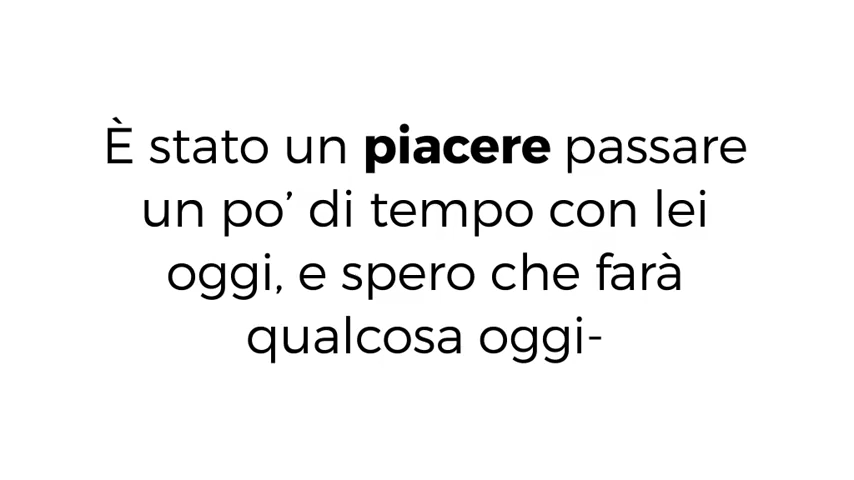 È stato un piacere passare
un po’ di tempo con lei
oggi, e spero che farà
qualcosa oggi-